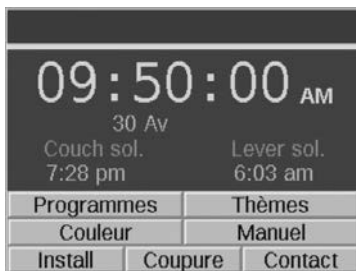 09:50:00 AM
30 Av
Couch sol. Lever sol.
7:28 pm 6:03 am
Programmes Thèmes
Couleur Manuel
Install Coupure Contact